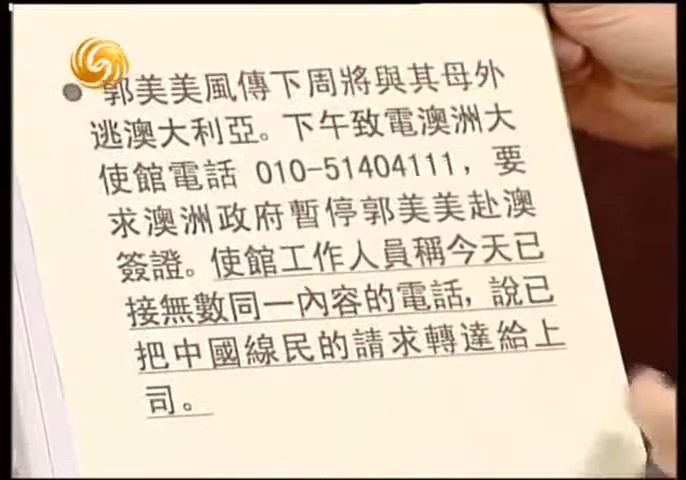 郭美美風傳下周將與其母外
逃澳大利亞。下午致電澳洲大
使館電話 010-51404111，要
求澳洲政府暫停郭美美赴澳
簽證。使館工作人員稱今天已
接無數同一內容的電話，說已
把中國線民的請求轉達給上
司。